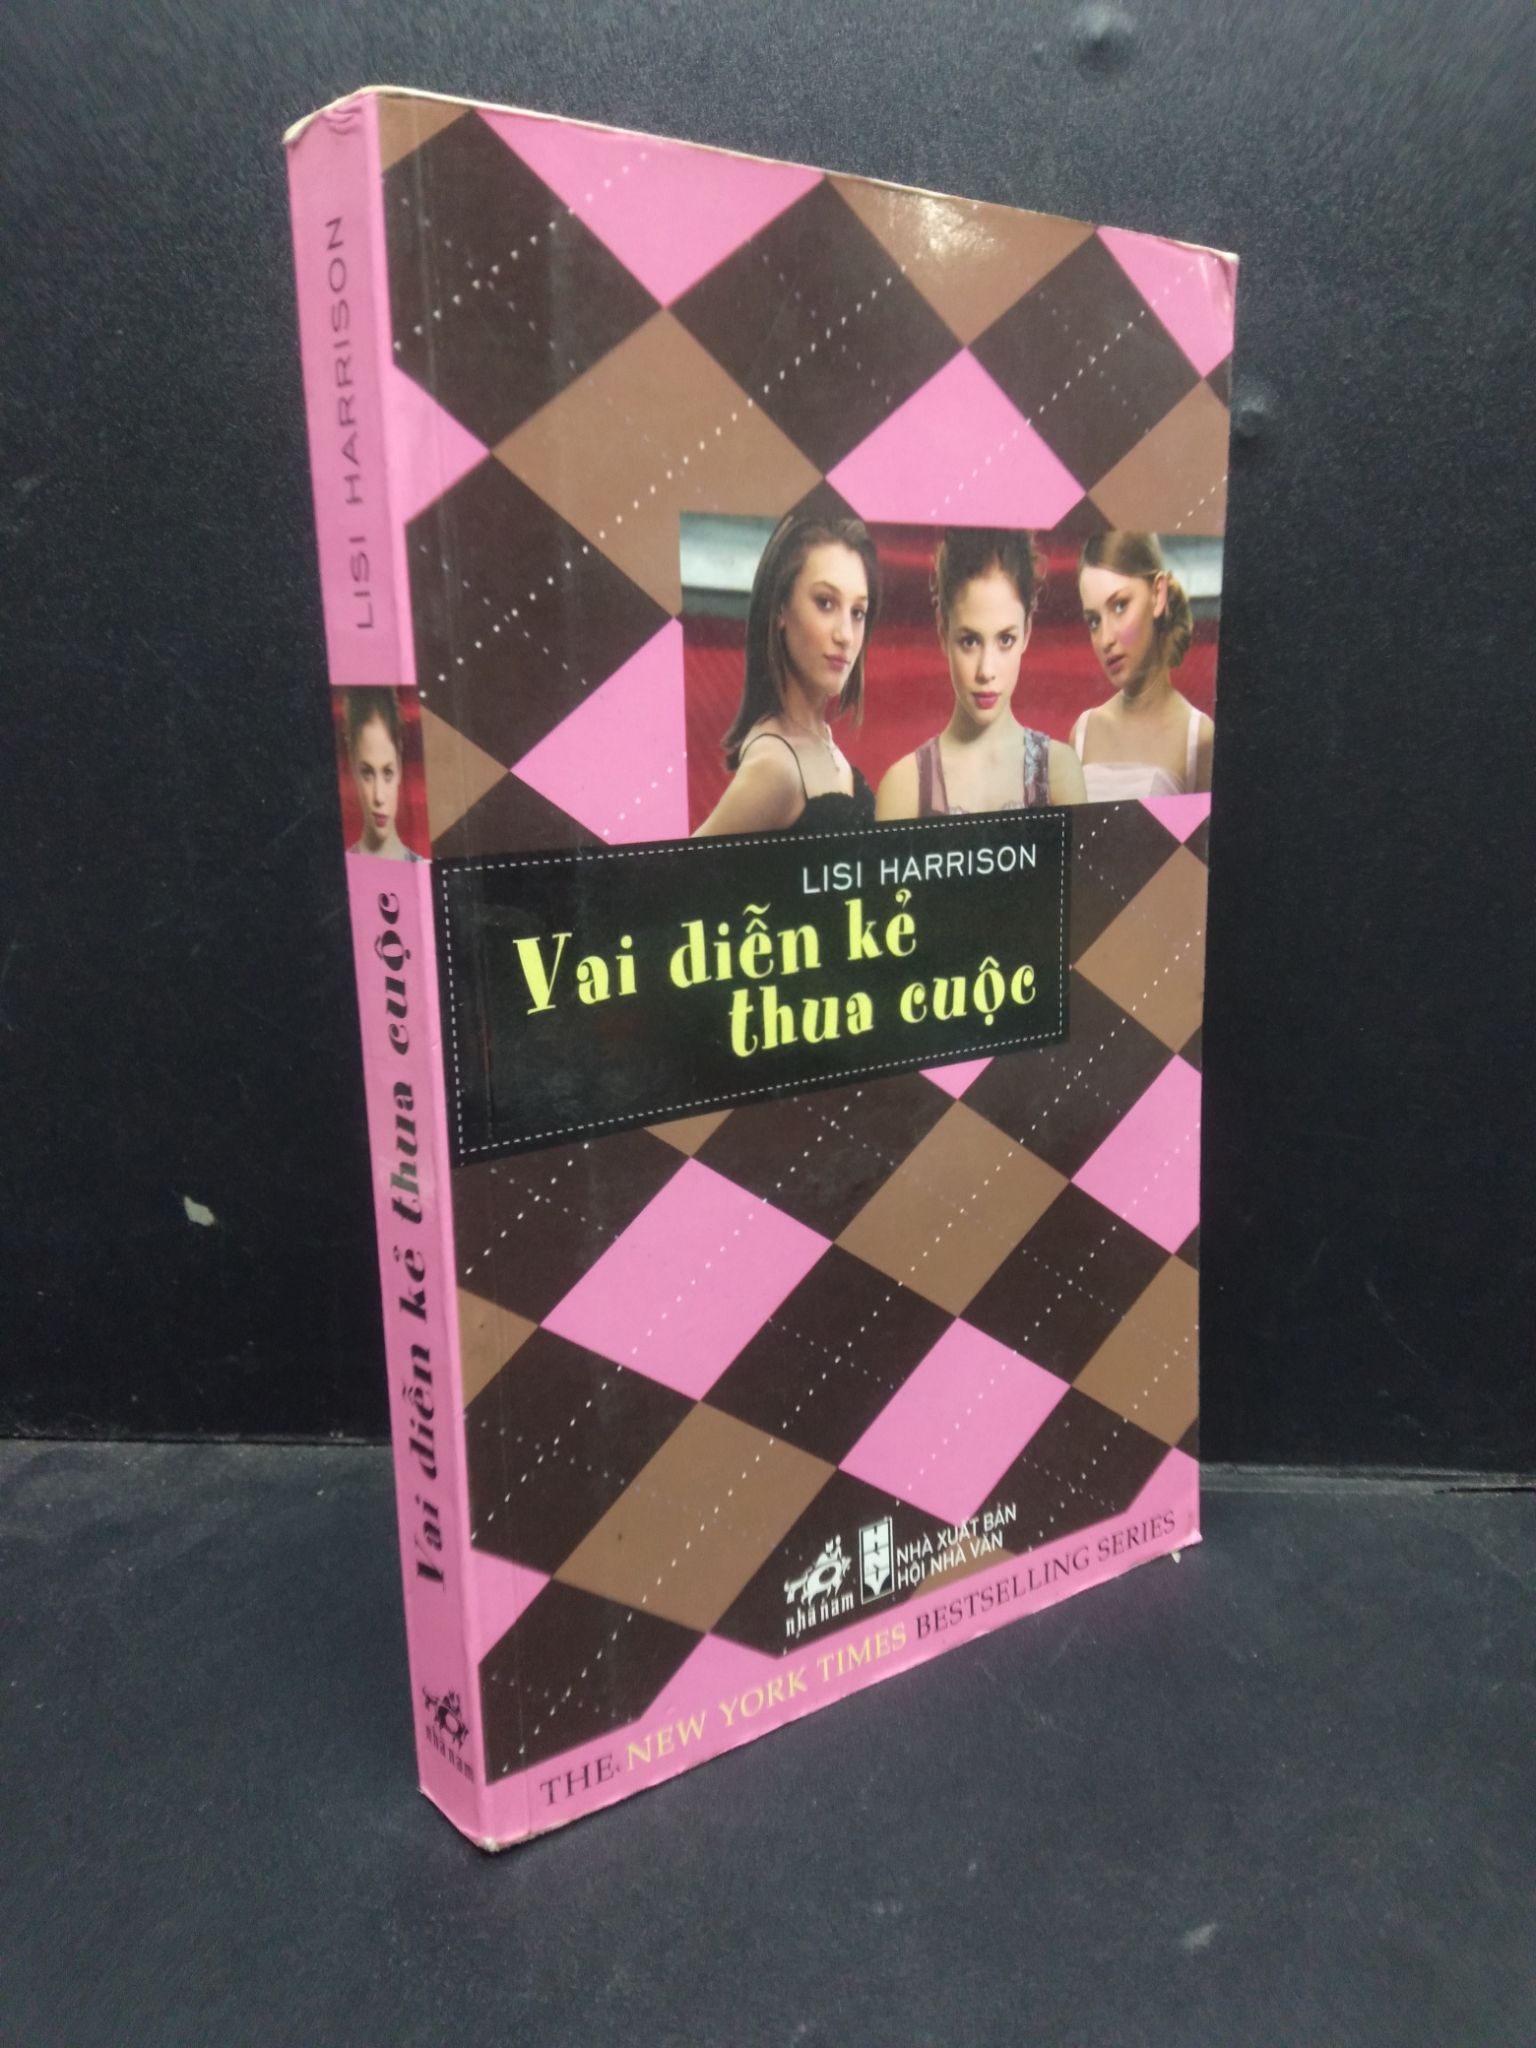 LISI HARRISON
Vai diễn kẻ thua cuộc
nhã nam
LISI HARRISON
Vai diễn kẻ
thua cuộc
nhã nam
HNV
NHÀ XUẤT BẢN
HỘI NHÀ VĂN
THE NEW YORK TIMES BESTSELLING SERIES